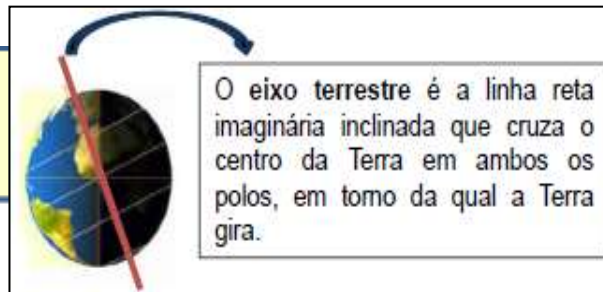 O eixo terrestre é a linha reta
imaginária inclinada que cruza o
centro da Terra em ambos os
polos, em torno da qual a Terra
gira.